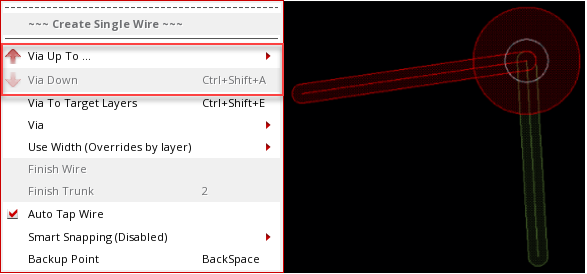 ~~~ Create Single Wire ~~~
Via Up To ...
Via Down Ctrl+Shift+A
Via To Target Layers Ctrl+Shift+E
Via
Use Width (Overrides by layer)
Finish Wire
Finish Trunk 2
Auto Tap Wire
Smart Snapping (Disabled)
Backup Point BackSpace